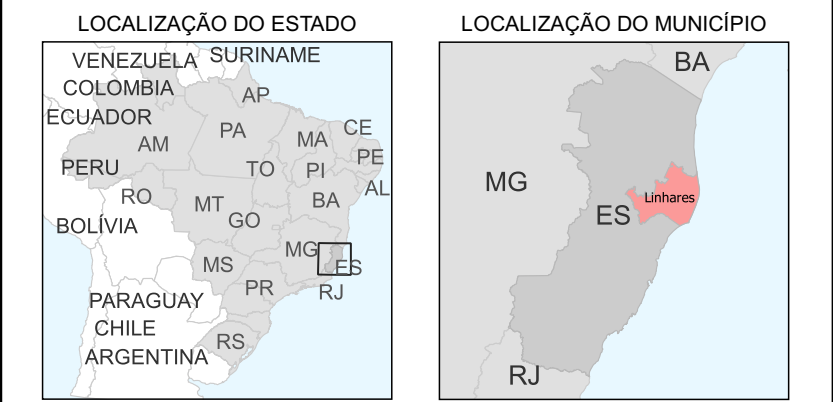 LOCALIZAÇÃO DO ESTADO
VENEZUELA SURINAME
COLOMBIA
AP
ECUADOR
AM
PA
MA
CE
PERU
TO
PI
PE
RO
MT
BA
AL
GO
BOLÍVIA
MG
MS
ES
PR
RJ
PARAGUAY
CHILE
RS
ARGENTINA
LOCALIZAÇÃO DO MUNICÍPIO
BA
MG
Linhares
ES
RJ